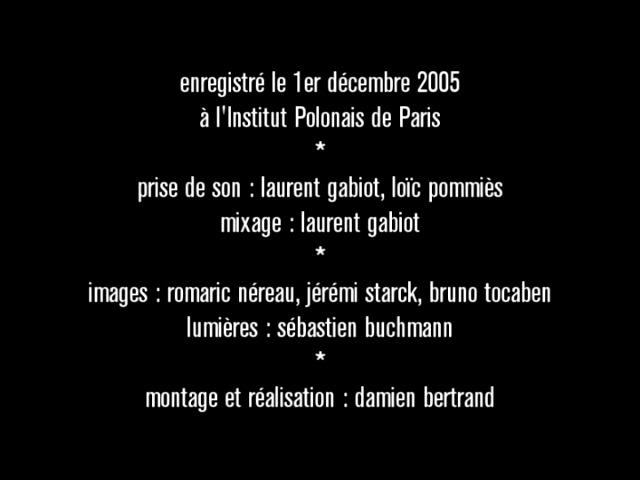 enregistré le 1er décembre 2005
à l'Institut Polonais de Paris
*
prise de son : laurent gabiot, loïc pommiès
mixage : laurent gabiot
*
images : romaric néreau, jérémi starck, bruno tocaben
lumières : sébastien buchmann
*
montage et réalisation : damien bertrand